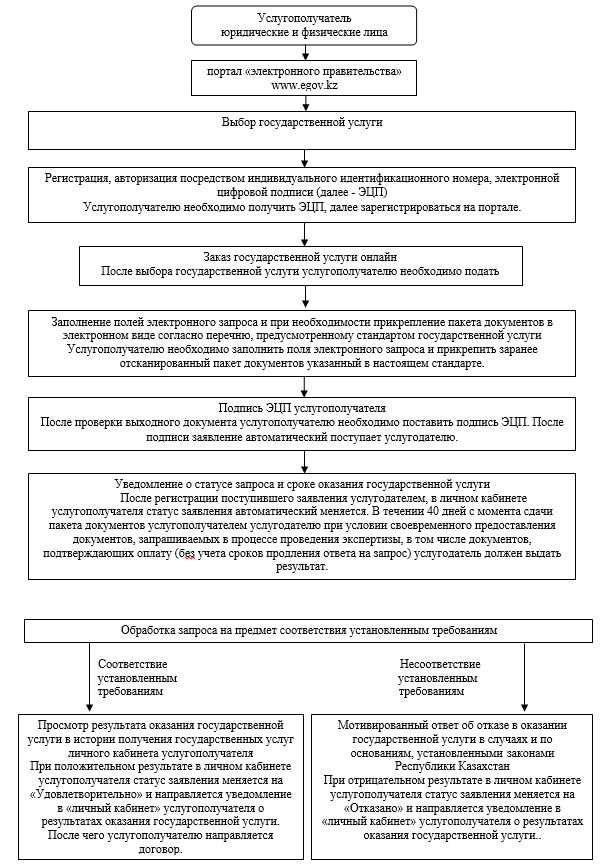 Услугополучатель
юридические и физические лица
портал «электронного правительства»
www.egov.kz
Выбор государственной услуги
Регистрация, авторизация посредством индивидуального идентификационного номера, электронной
цифровой подписи (далее - ЭЦП)
Услугополучателю необходимо получить ЭЦП, далее зарегистрироваться на портале.
Заказ государственной услуги онлайн
После выбора государственной услуги услугополучателю необходимо подать
Заполнение полей электронного запроса и при необходимости прикрепление пакета документов в
электронном виде согласно перечню, предусмотренному стандартом государственной услуги
Услугополучателю необходимо заполнить поля электронного запроса и прикрепить заранее
отсканированный пакет документов указанный в настоящем стандарте.
Подпись ЭЦП услугополучателя
После проверки выходного документа услугополучателю необходимо поставить подпись ЭЦП. После
подписи заявление автоматический поступает услугодателю.
Уведомление о статусе запроса и сроке оказания государственной услуги
После регистрации поступившего заявления услугодателем, в личном кабинете
услугополучателя статус заявления автоматический меняется. В течении 40 дней с момента сдачи
пакета документов услугополучателем услугодателю при условии своевременного предоставления
документов, запрашиваемых в процессе проведения экспертизы, в том числе документов,
подтверждающих оплату (без учета сроков продления ответа на запрос) услугодатель должен выдать
результат.
Обработка запроса на предмет соответствия установленным требованиям
Соответствие
установленным
требованиям
Несоответствие
установленным
требованиям
Просмотр результата оказания государственной
услуги в истории получения государственных услуг
личного кабинета услугополучателя
При положительном результате в личном кабинете
услугополучателя статус заявления меняется на
«Удовлетворительно» и направляется уведомление
в «личный кабинет» услугополучателя о
результатах оказания государственной услуги.
После чего услугополучателю направляется
договор.
Мотивированный ответ об отказе в оказании
государственной услуги в случаях и по
основаниям, установленными законами
Республики Казахстан
При отрицательном результате в личном кабинете
услугополучателя статус заявления меняется на
«Отказано» и направляется уведомление в
«личный кабинет» услугополучателя о результатах
оказания государственной услуги..